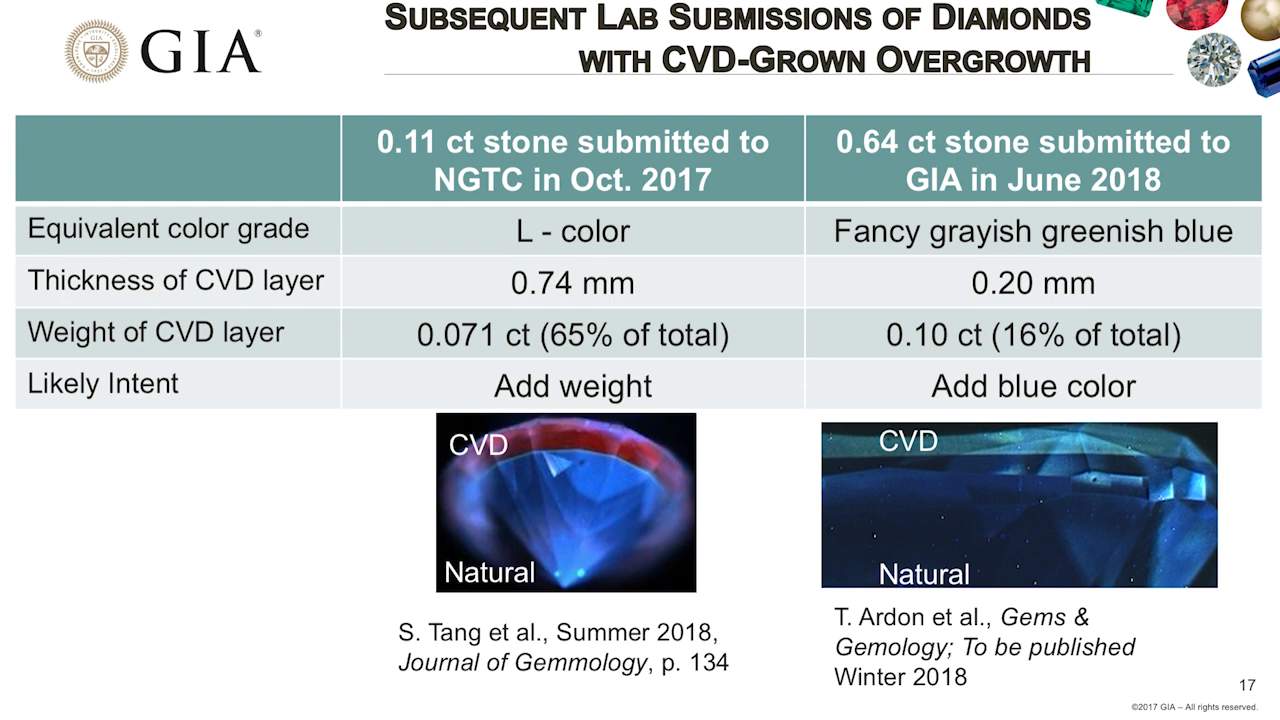 GIA®
SUBSEQUENT LAB SUBMISSIONS OF DIAMONDS
WITH CVD-GROWN OVERGROWTH
0.11 ct stone submitted to
NGTC in Oct. 2017
0.64 ct stone submitted to
GIA in June 2018
Equivalent color grade
L - color
Fancy grayish greenish blue
Thickness of CVD layer
0.74 mm
0.20 mm
Weight of CVD layer
0.071 ct (65% of total)
0.10 ct (16% of total)
Likely Intent
Add weight
Add blue color
CVD
Natural
CVD
Natural
S. Tang et al., Summer 2018,
Journal of Gemmology, p. 134
T. Ardon et al., Gems &
Gemology; To be published
Winter 2018
17
©2017 GIA – All rights reserved.